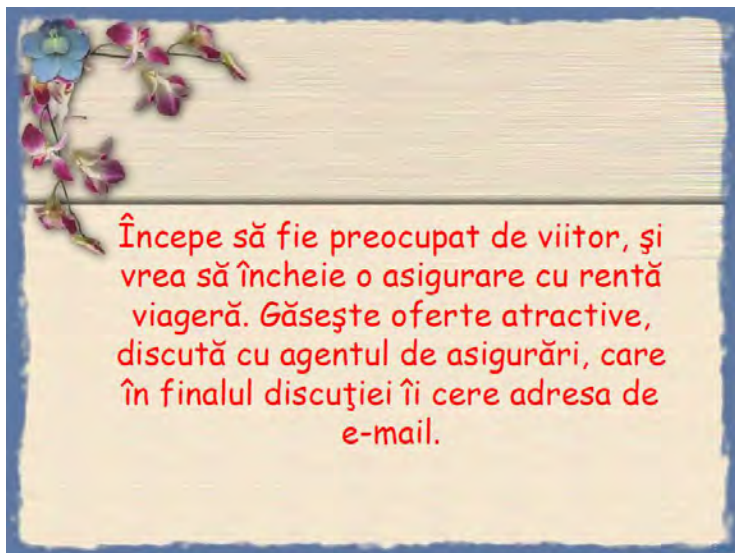 Începe să fie preocupat de viitor, şi
vrea să încheie o asigurare cu rentă
viageră. Găseşte oferte atractive,
discută cu agentul de asigurări, care
în finalul discuţiei îi cere adresa de
e-mail.